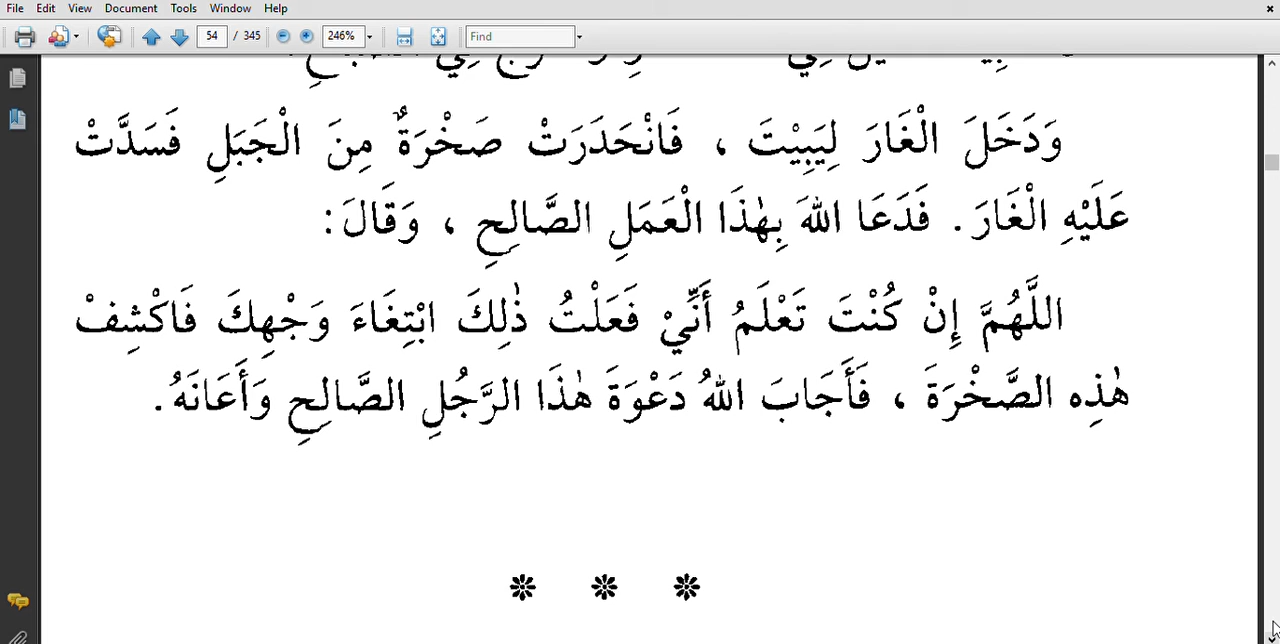 File Edit View Document Tools Window Help
54 / 345 246% Find
وَدَخَلَ الْغَارَ لِيَبِيْتَ ، فَانْحَدَرَتْ صَخْرَةٌ مِنَ الْجَبَلِ فَسَدَّتْ
عَلَيْهِ الْغَارَ . فَدَعَا اللهَ بِهٰذَا الْعَمَلِ الصَّالِحِ ، وَقَالَ :
اللَّهُمَّ إِنْ كُنْتَ تَعْلَمُ أَنِّيْ فَعَلْتُ ذٰلِكَ ابْتِغَاءَ وَجْهِكَ فَاكْشِفْ
هٰذِه الصَّخْرَةَ ، فَأَجَابَ اللهُ دَعْوَةَ هٰذَا الرَّجُلِ الصَّالِحِ وَأَعَانَهُ .